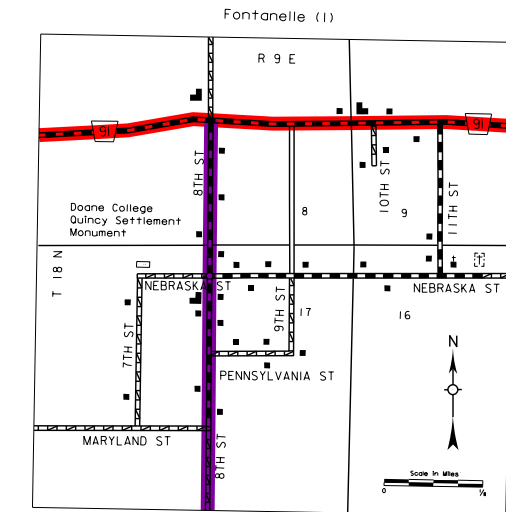 Fontanelle (1)
R 9 E
91
91
8TH ST
10TH ST
11TH ST
Doane College
Quincy Settlement
Monument
8
9
T 18 N
NEBRASKA ST
NEBRASKA ST
9TH ST
17
16
7TH ST
N
PENNSYLVANIA ST
MARYLAND ST
8TH ST
Scale in Miles
0
1/8